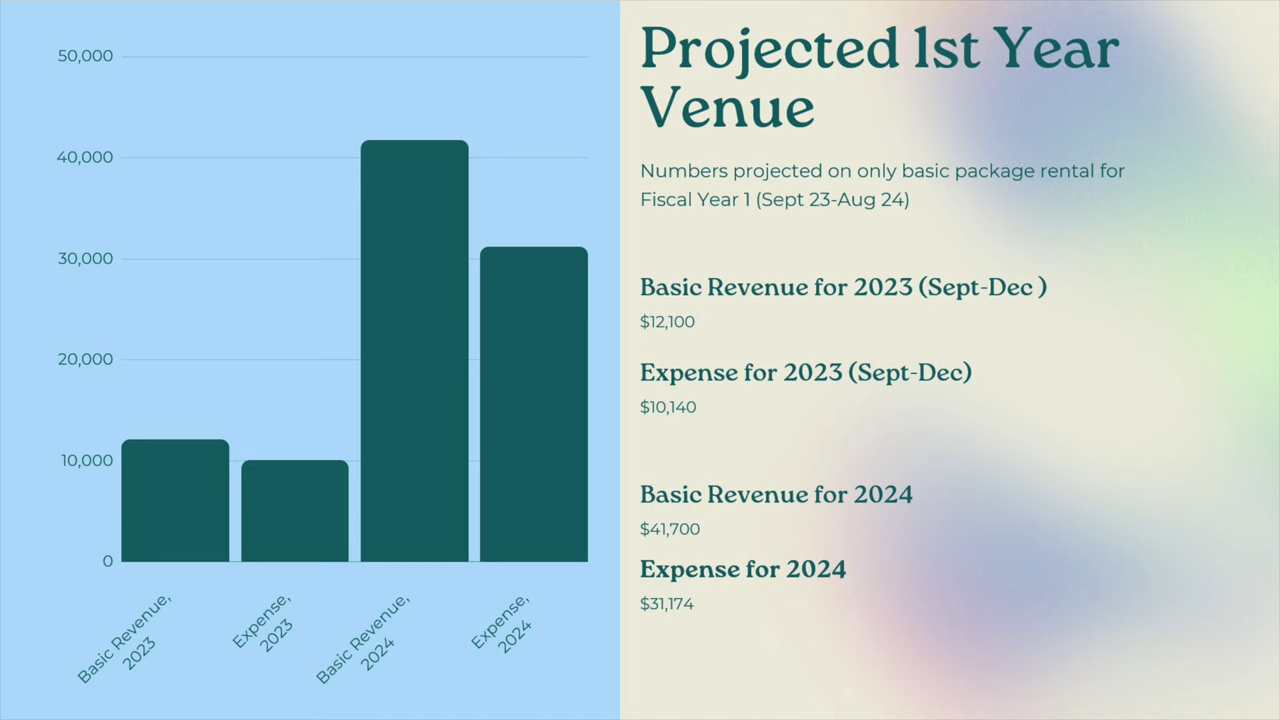 50,000
40,000
30,000
20,000
10,000
0
Basic Revenue,
2023
Expense,
2023
Basic Revenue,
2024
Expense,
2024
Projected 1st Year
Venue
Numbers projected on only basic package rental for
Fiscal Year 1 (Sept 23-Aug 24)
Basic Revenue for 2023 (Sept-Dec )
$12,100
Expense for 2023 (Sept-Dec)
$10,140
Basic Revenue for 2024
$41,700
Expense for 2024
$31,174